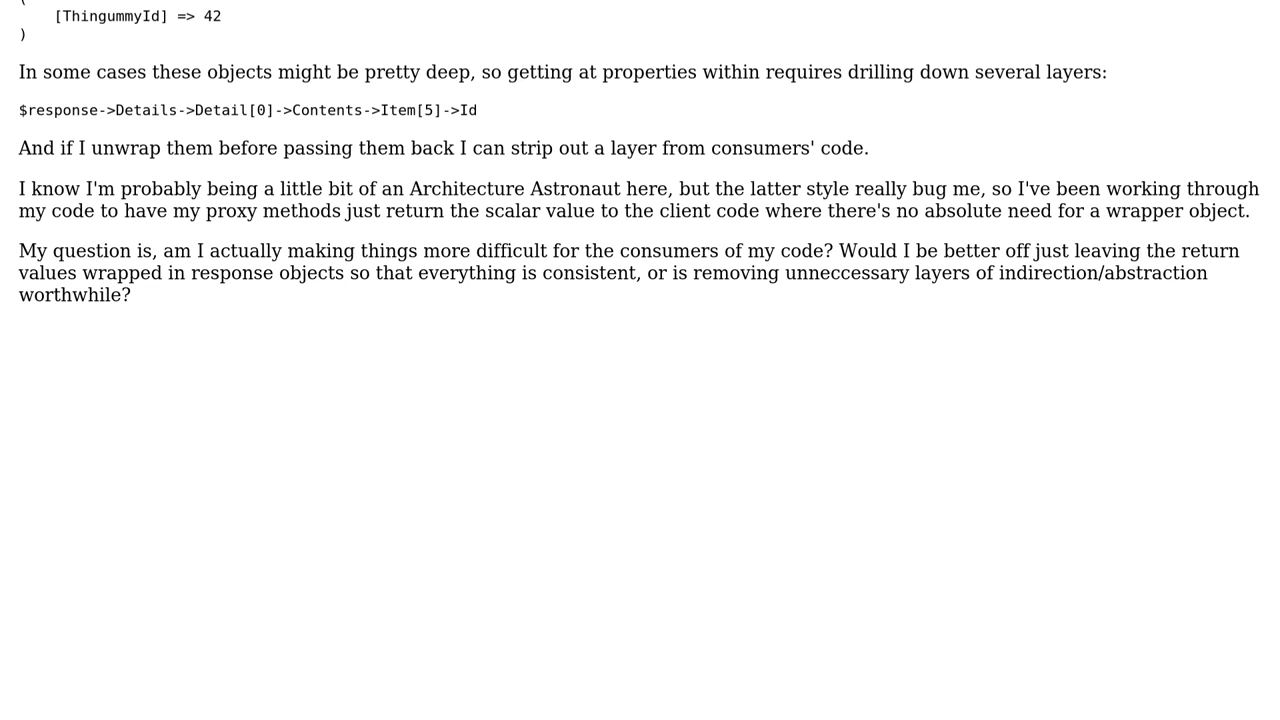 (
    [ThingummyId] => 42
)
In some cases these objects might be pretty deep, so getting at properties within requires drilling down several layers:
$response->Details->Detail[0]->Contents->Item[5]->Id
And if I unwrap them before passing them back I can strip out a layer from consumers' code.
I know I'm probably being a little bit of an Architecture Astronaut here, but the latter style really bug me, so I've been working through
my code to have my proxy methods just return the scalar value to the client code where there's no absolute need for a wrapper object.
My question is, am I actually making things more difficult for the consumers of my code? Would I be better off just leaving the return
values wrapped in response objects so that everything is consistent, or is removing unneccessary layers of indirection/abstraction
worthwhile?